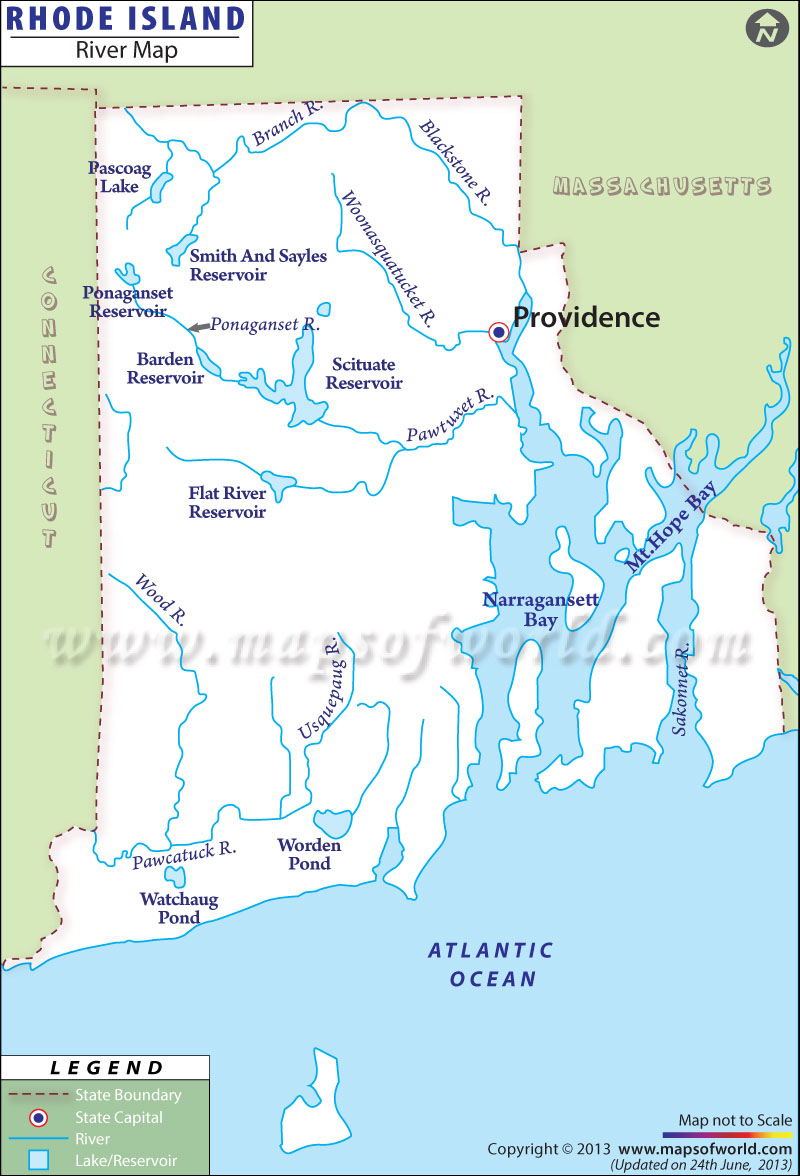 RHODE ISLAND
River Map
N
Branch R.
Blackstone R.
Pascoag
Lake
MASSACHUSETTS
Woonasquatucket R.
Smith And Sayles
Reservoir
CONNECTICUT
Ponaganset
Reservoir
Ponaganset R.
Providence
Barden
Reservoir
Scituate
Reservoir
Pawtuxet R.
Flat River
Reservoir
Mt.Hope Bay
Wood R.
Narragansett
Bay
www.mapsofworld.com
Usquepaug R.
Sakonnet R.
Pawcatuck R.
Worden
Pond
Watchaug
Pond
ATLANTIC
OCEAN
LEGEND
State Boundary
State Capital
River
Lake/Reservoir
Map not to Scale
Copyright © 2013 www.mapsofworld.com
(Updated on 24th June, 2013)